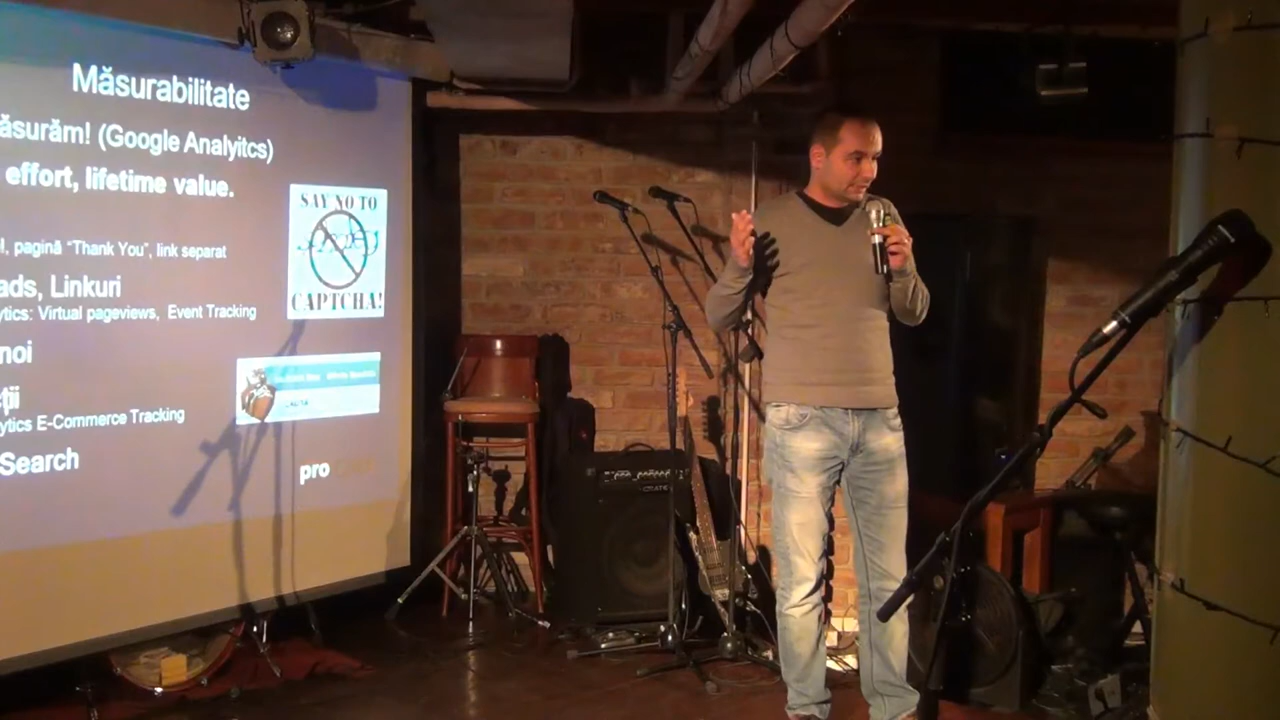 Măsurabilitate
ăsurăm! (Google Analyitcs)
effort, lifetime value.
SAY NO TO
CAPTCHA!
l, pagină “Thank You”, link separat
ads, Linkuri
ytics: Virtual pageviews, Event Tracking
noi
ții
ytics E-Commerce Tracking
Search
pro
CRATE